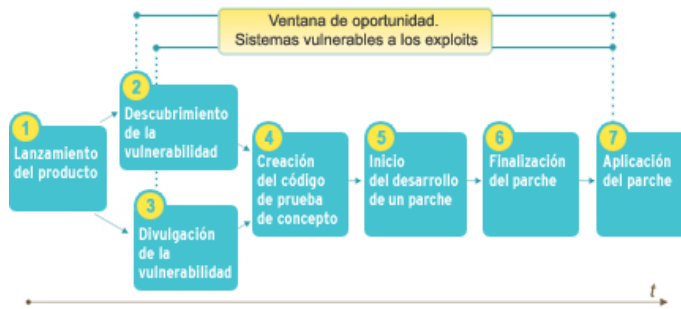 Ventana de oportunidad.
Sistemas vulnerables a los exploits
1
Lanzamiento
del producto
2
Descubrimiento
de la
vulnerabilidad
3
Divulgación
de la
vulnerabilidad
4
Creación
del código
de prueba
de concepto
5
Inicio
del desarrollo
de un parche
6
Finalización
del parche
7
Aplicación
del parche
t